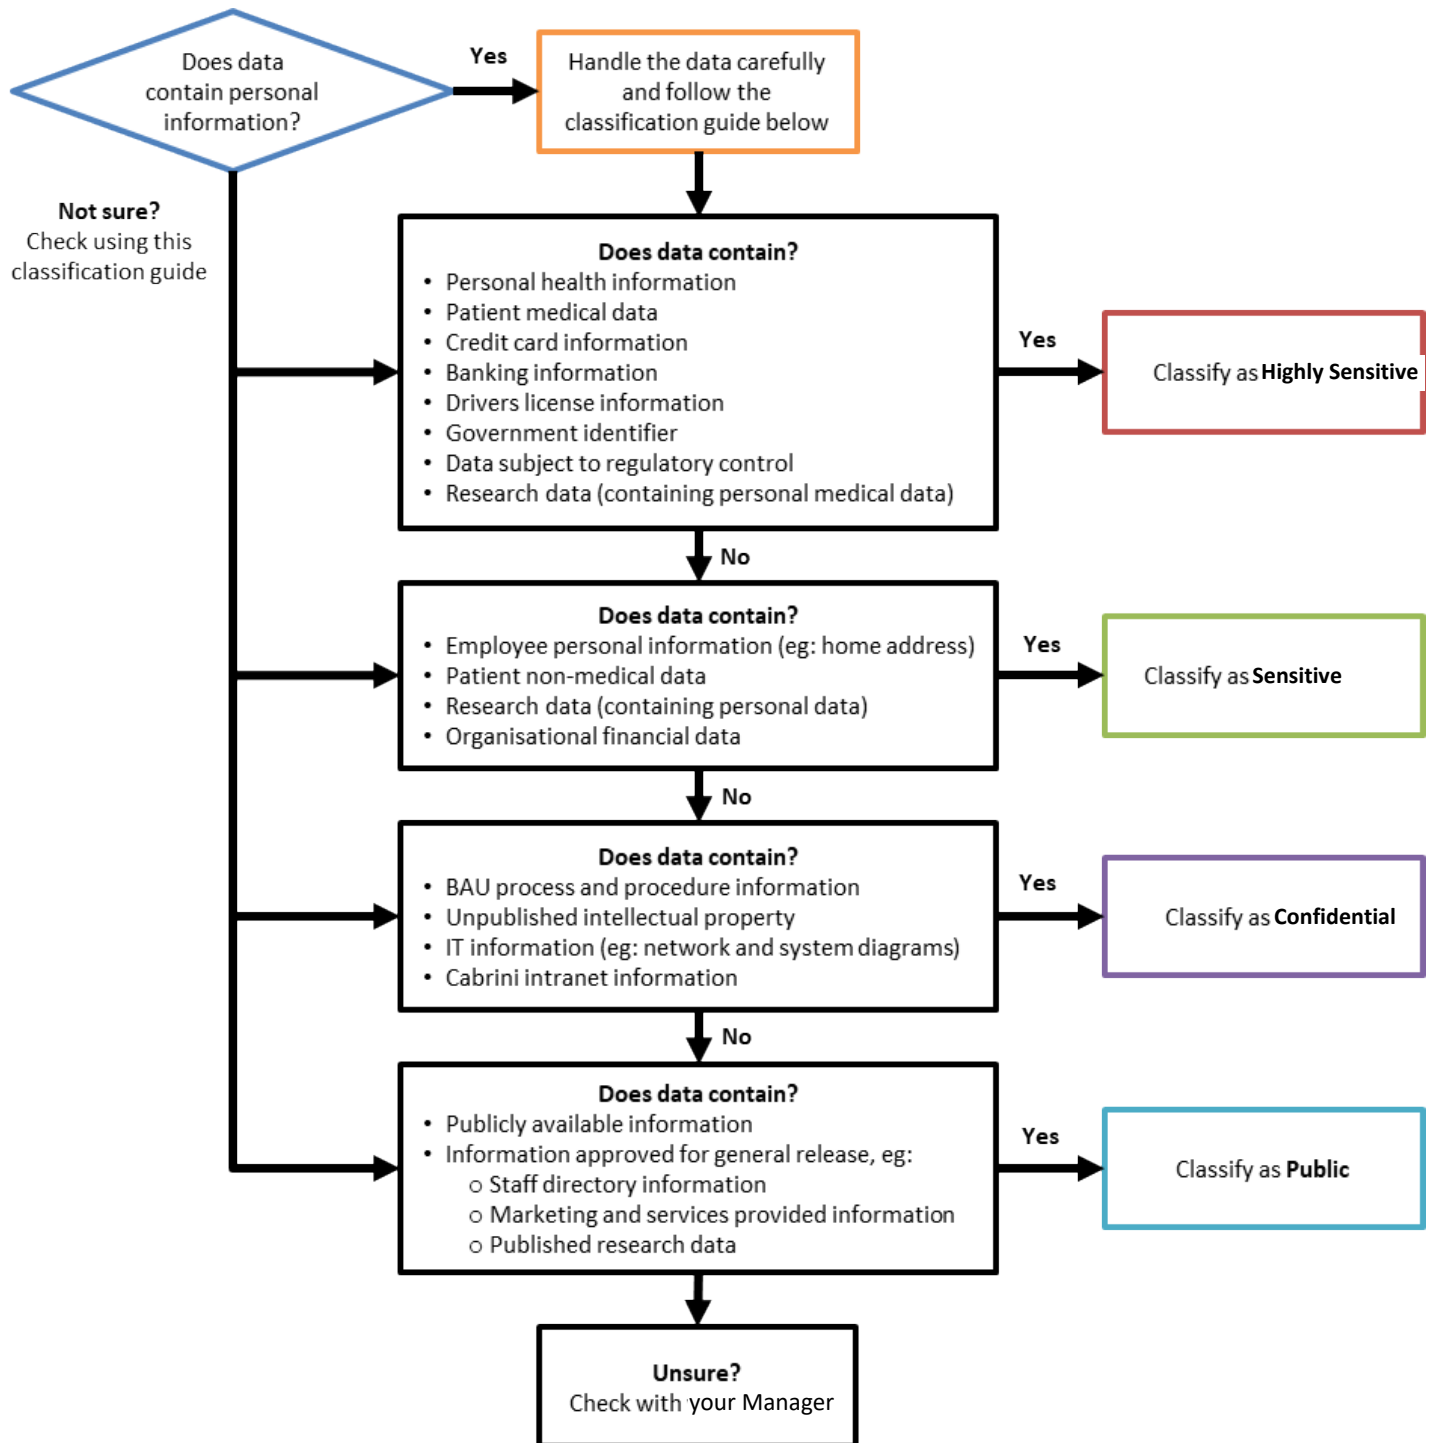 Does data
contain personal
information?
Yes
Handle the data carefully
and follow the
classification guide below
Not sure?
Check using this
classification guide
Does data contain?
• Personal health information
• Patient medical data
• Credit card information
• Banking information
• Drivers license information
• Government identifier
• Data subject to regulatory control
• Research data (containing personal medical data)
Yes
Classify as Highly Sensitive
No
Does data contain?
• Employee personal information (eg: home address)
• Patient non-medical data
• Research data (containing personal data)
• Organisational financial data
Yes
Classify as Sensitive
No
Does data contain?
• BAU process and procedure information
• Unpublished intellectual property
• IT information (eg: network and system diagrams)
• Cabrini intranet information
Yes
Classify as Confidential
No
Does data contain?
• Publicly available information
• Information approved for general release, eg:
o Staff directory information
o Marketing and services provided information
o Published research data
Yes
Classify as Public
Unsure?
Check with your Manager